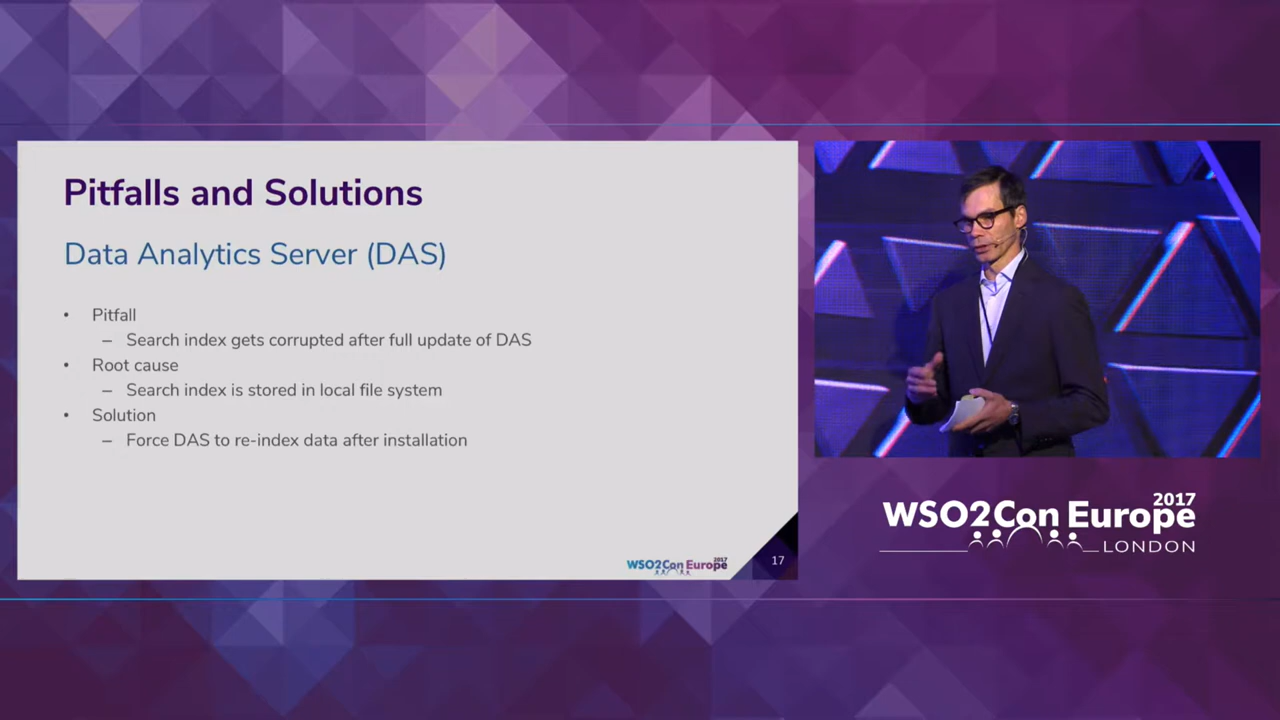 Pitfalls and Solutions
Data Analytics Server (DAS)
• Pitfall
– Search index gets corrupted after full update of DAS
• Root cause
– Search index is stored in local file system
• Solution
– Force DAS to re-index data after installation
WSO2Con Europe 2017
17
WSO2Con Europe 2017
LONDON